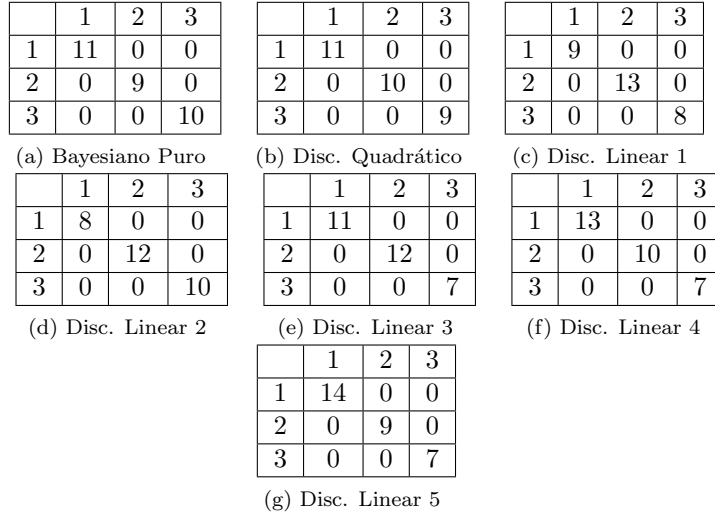 1 2 3 1 2 3 1 2 3
1 11 0 0 1 11 0 0 1 9 0 0
2 0 9 0 2 0 10 0 2 0 13 0
3 0 0 10 3 0 0 9 3 0 0 8
(a) Bayesiano Puro (b) Disc. Quadrático (c) Disc. Linear 1
1 2 3 1 2 3 1 2 3
1 8 0 0 1 11 0 0 1 13 0 0
2 0 12 0 2 0 12 0 2 0 10 0
3 0 0 10 3 0 0 7 3 0 0 7
(d) Disc. Linear 2 (e) Disc. Linear 3 (f) Disc. Linear 4
1 2 3
1 14 0 0
2 0 9 0
3 0 0 7
(g) Disc. Linear 5